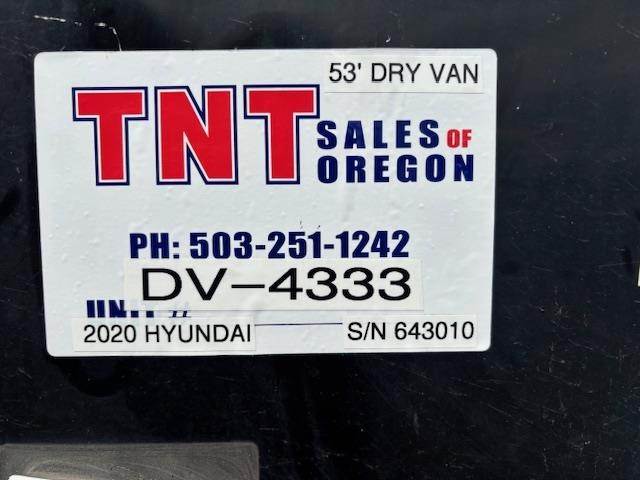 53' DRY VAN
TNT SALES OF OREGON
PH: 503-251-1242
DV-4333
UNIT #
2020 HYUNDAI S/N 643010